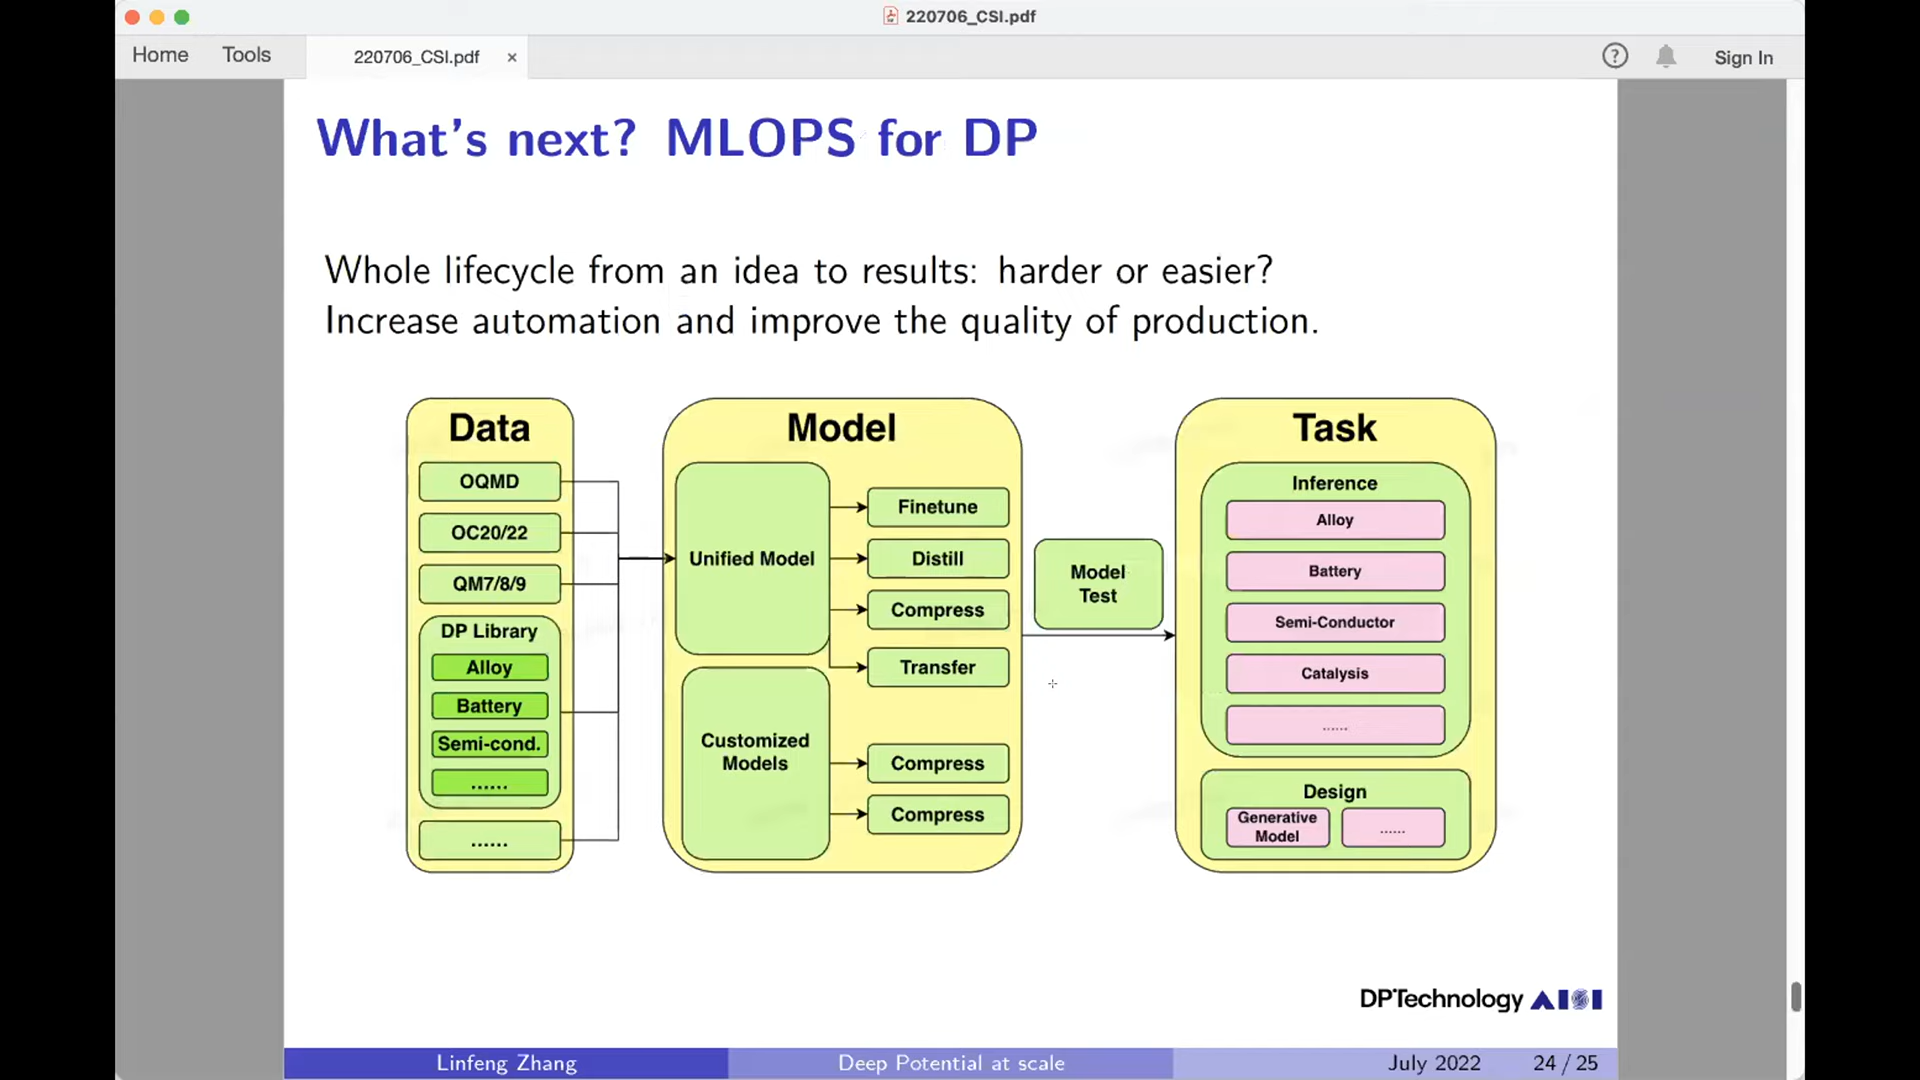 220706_CSI.pdf
Home
Tools
220706_CSI.pdf
×
?
Sign In
What's next? MLOPS for DP
Whole lifecycle from an idea to results: harder or easier?
Increase automation and improve the quality of production.
Data
OQMD
OC20/22
QM7/8/9
DP Library
Alloy
Battery
Semi-cond.
......
......
Model
Unified Model
Finetune
Distill
Compress
Transfer
Customized
Models
Compress
Compress
Model
Test
Task
Inference
Alloy
Battery
Semi-Conductor
Catalysis
......
Design
Generative
Model
......
DPTechnology AISI
Linfeng Zhang
Deep Potential at scale
July 2022
24 / 25